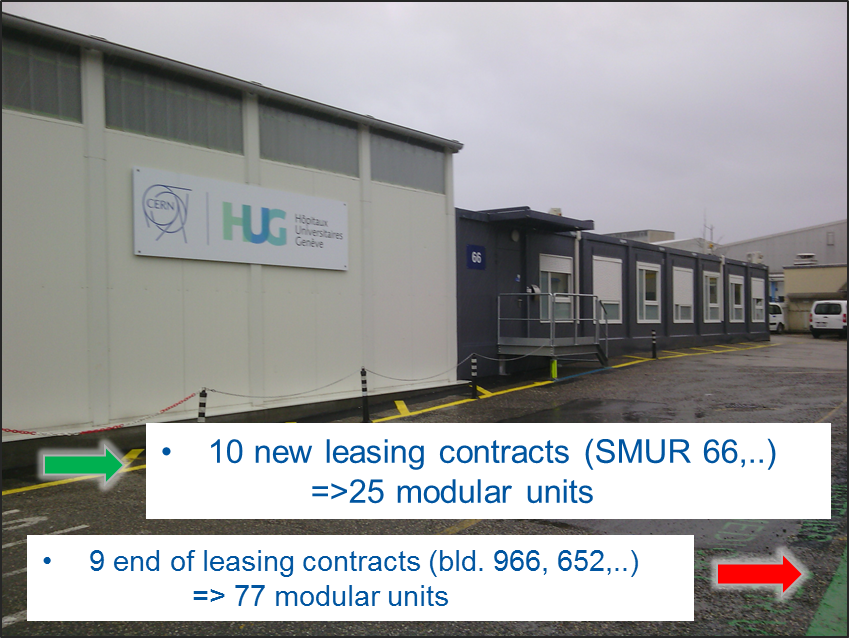 CERN
HUG
Hôpitaux
Universitaires
Genève
66
• 10 new leasing contracts (SMUR 66,..)
=>25 modular units
• 9 end of leasing contracts (bld. 966, 652,..)
=> 77 modular units